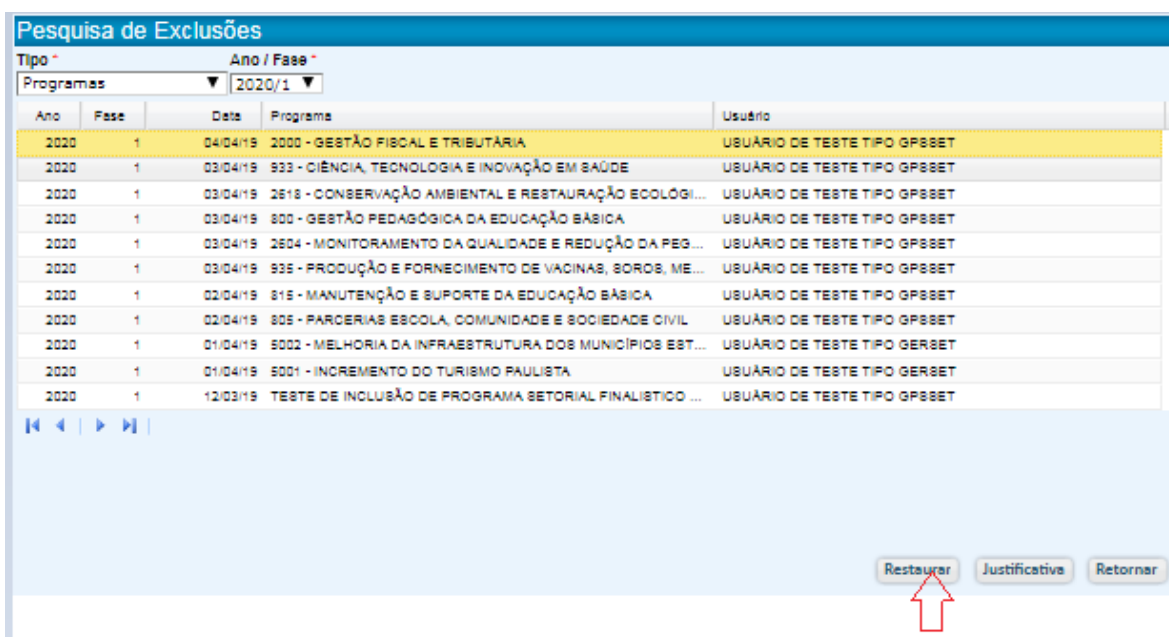 Pesquisa de Exclusões
Tipo * Ano / Fase *
Programas 2020/1
Ano Fase Data Programa Usuário
2020 1 04/04/19 2000 - GESTÃO FISCAL E TRIBUTÁRIA USUÁRIO DE TESTE TIPO GPSSET
2020 1 03/04/19 933 - CIÊNCIA, TECNOLOGIA E INOVAÇÃO EM SAÚDE USUÁRIO DE TESTE TIPO GPSSET
2020 1 03/04/19 2618 - CONSERVAÇÃO AMBIENTAL E RESTAURAÇÃO ECOLÓGI... USUÁRIO DE TESTE TIPO GPSSET
2020 1 03/04/19 800 - GESTÃO PEDAGÓGICA DA EDUCAÇÃO BÁSICA USUÁRIO DE TESTE TIPO GPSSET
2020 1 03/04/19 2604 - MONITORAMENTO DA QUALIDADE E REDUÇÃO DA PEG... USUÁRIO DE TESTE TIPO GPSSET
2020 1 03/04/19 935 - PRODUÇÃO E FORNECIMENTO DE VACINAS, SOROS, ME... USUÁRIO DE TESTE TIPO GPSSET
2020 1 02/04/19 815 - MANUTENÇÃO E SUPORTE DA EDUCAÇÃO BÁSICA USUÁRIO DE TESTE TIPO GPSSET
2020 1 02/04/19 805 - PARCERIAS ESCOLA, COMUNIDADE E SOCIEDADE CIVIL USUÁRIO DE TESTE TIPO GPSSET
2020 1 01/04/19 5002 - MELHORIA DA INFRAESTRUTURA DOS MUNICÍPIOS EST... USUÁRIO DE TESTE TIPO GERSET
2020 1 01/04/19 5001 - INCREMENTO DO TURISMO PAULISTA USUÁRIO DE TESTE TIPO GERSET
2020 1 12/03/19 TESTE DE INCLUSÃO DE PROGRAMA SETORIAL FINALISTICO ... USUÁRIO DE TESTE TIPO GPSSET
Restaurar Justificativa Retornar